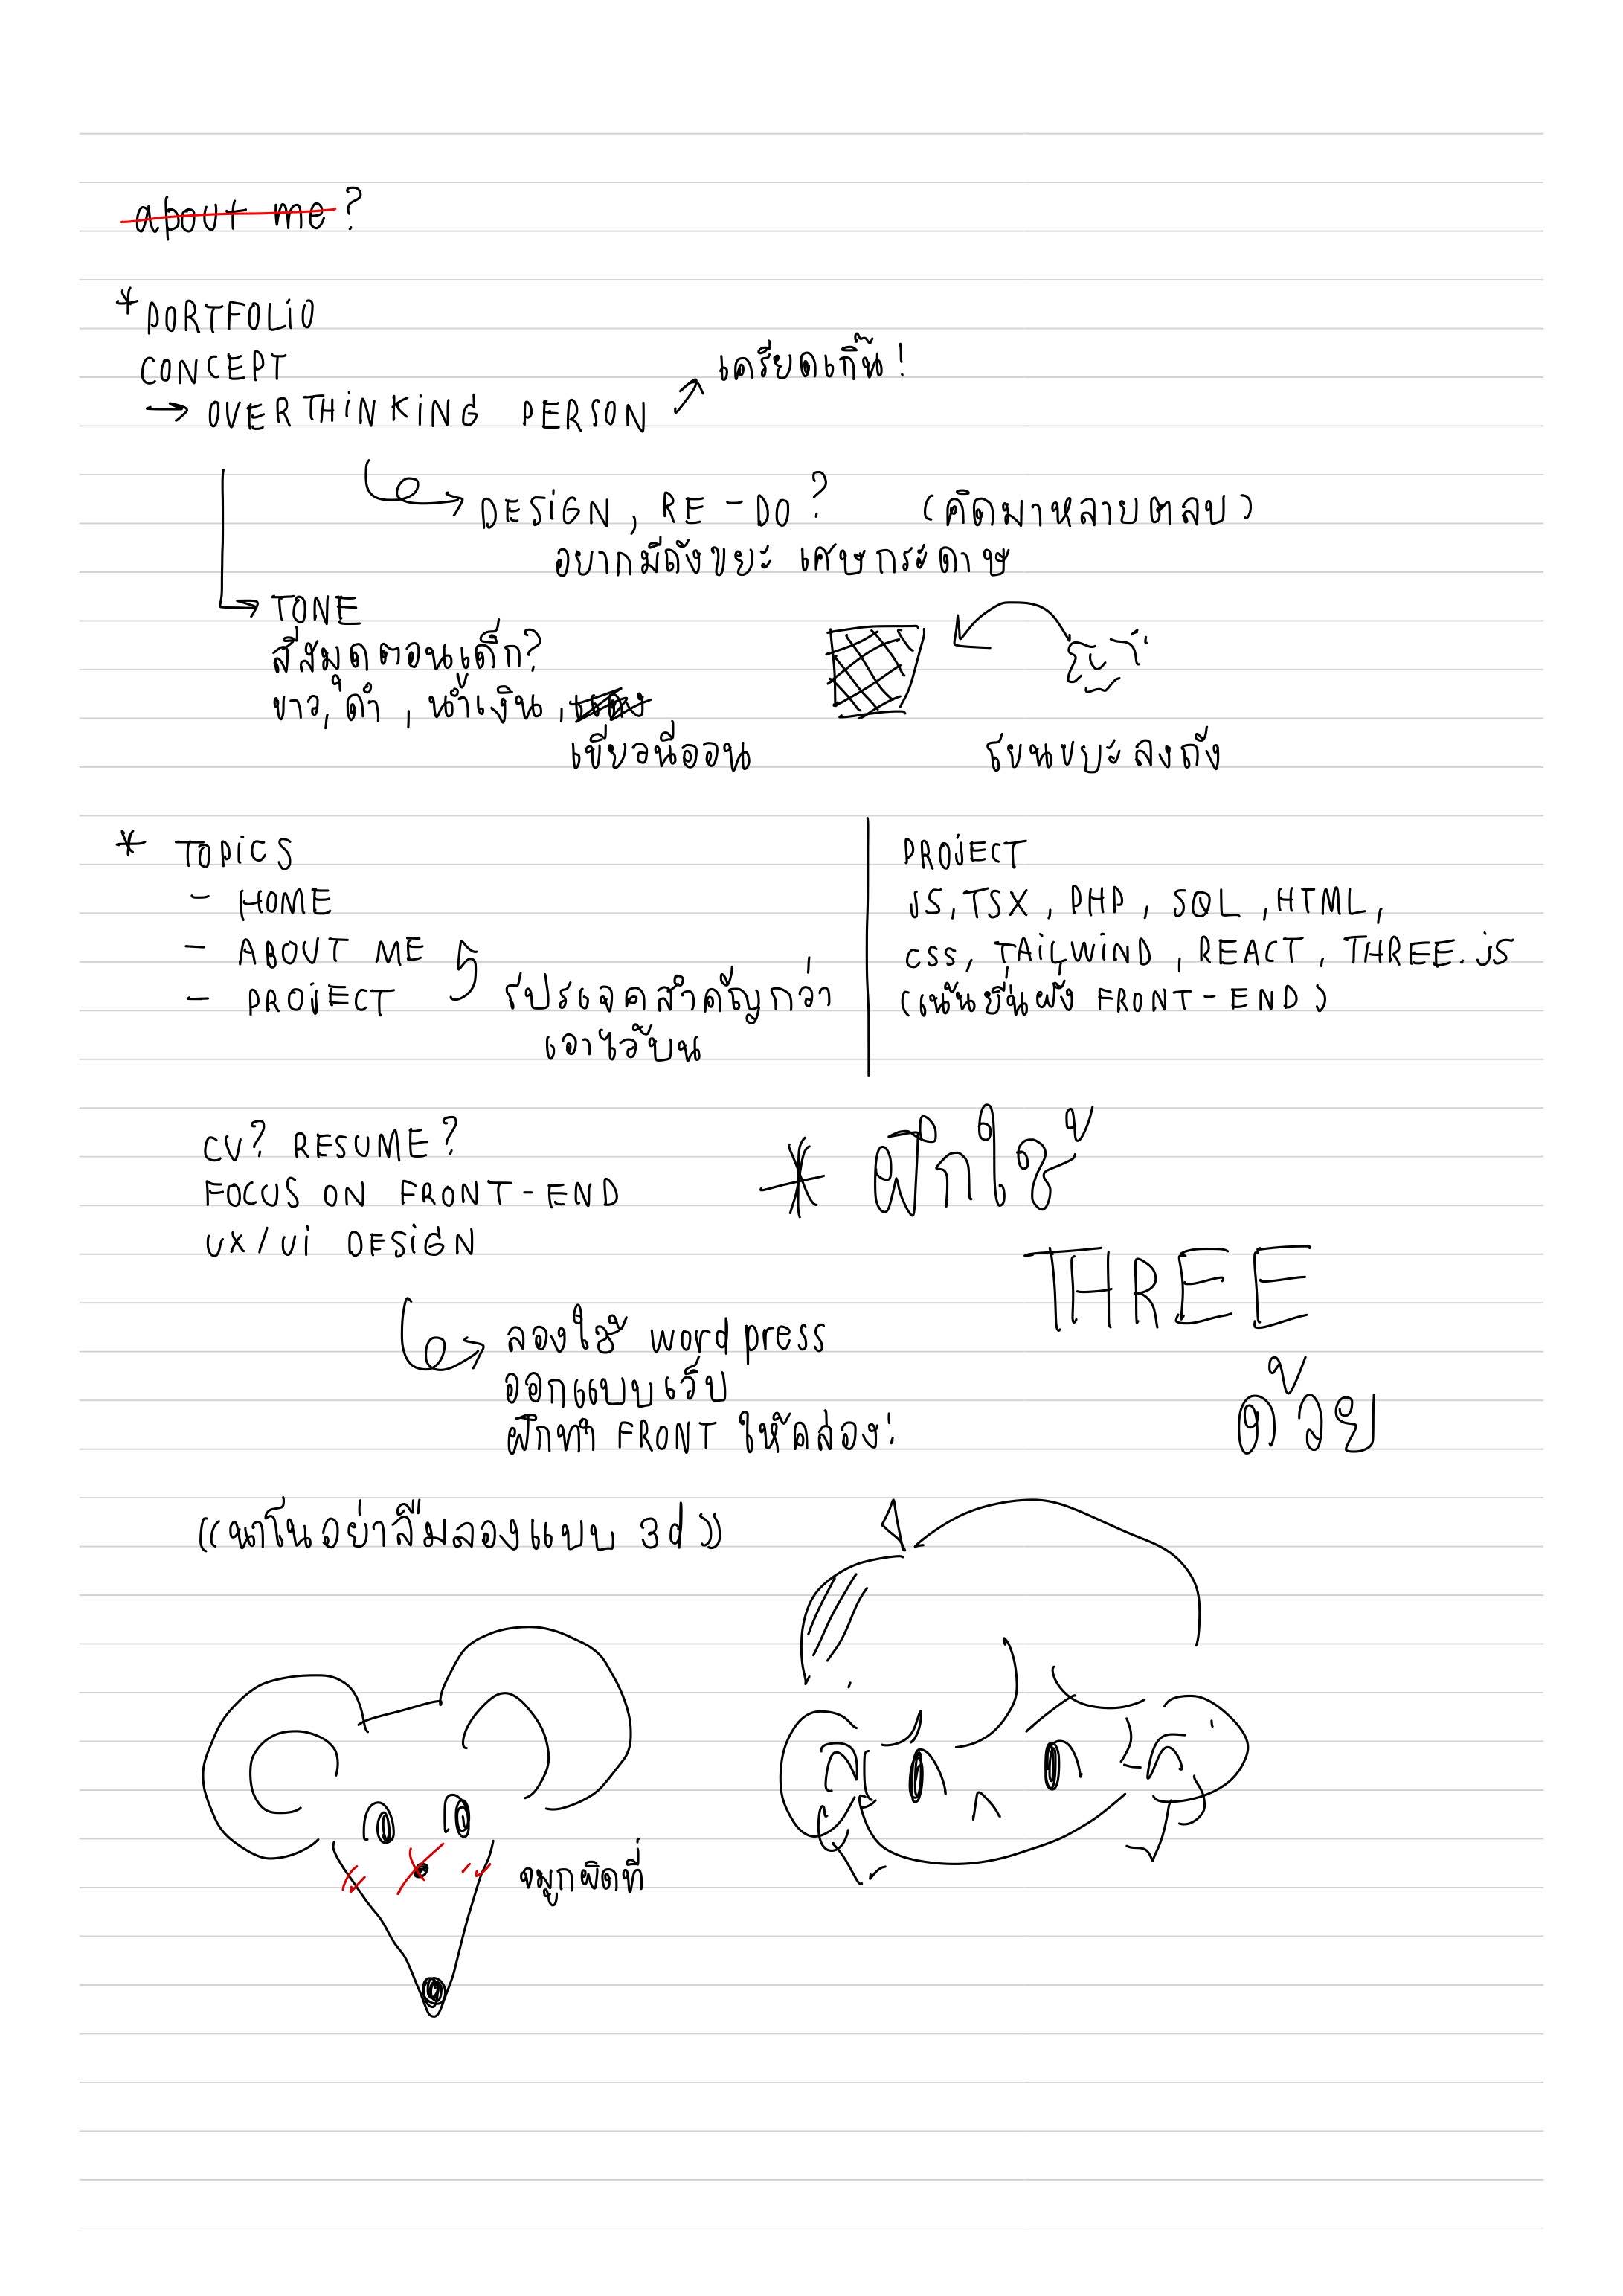 about me?
* PORTFOLIO
CONCEPT
→ OVERTHINKING PERSON ↗ เครียดเกิ๊น!
DESIGN, RE-DO? (คิดมาหลายตลบ)
อยากมีถังขยะ เศษกระดาษ
TONE
สีสมุดตอนเด็ก?
ขาว, ดำ, น้ำเงิน,
เขียวนีออน
โยนขยะลงถัง
* TOPICS
- HOME
- ABOUT ME
- PROJECT
โปรเจคสำคัญกว่า
เอาไว้บน
PROJECT
JS, TSX, PHP, SQL, HTML,
CSS, TAILWIND, REACT, THREE.JS
(เน้นยืนฝั่ง FRONT-END)
CV? RESUME?
FOCUS ON FRONT-END
UX/UI DESIGN
* ฝึกใช้
THREE
ด้วย
ลองใช้ wordpress
ออกแบบเว็บ
ฝึกทำ FRONT ให้คล่อง!
((นาโนอย่าลืมลองแบบ 3d))
จมูกผิดที่